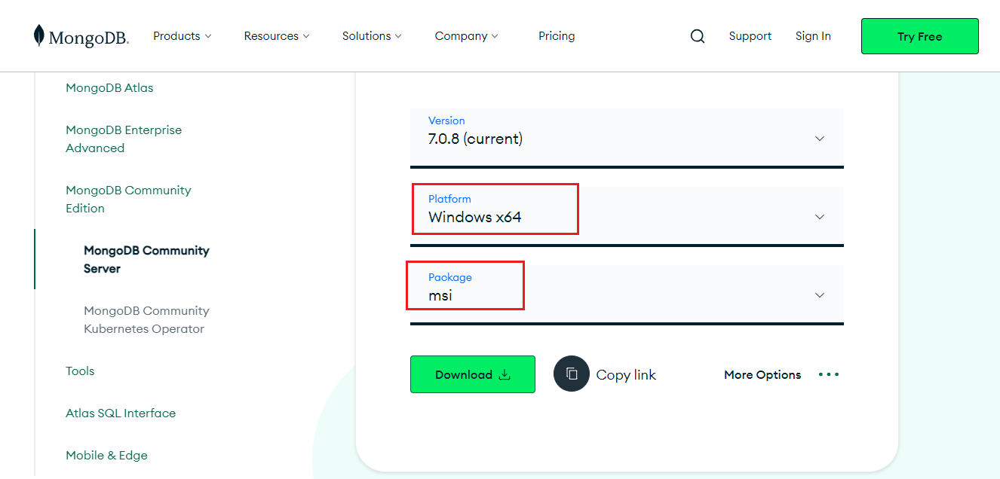 MongoDB.
Products
Resources
Solutions
Company
Pricing
Support
Sign In
Try Free
MongoDB Atlas
MongoDB Enterprise
Advanced
MongoDB Community
Edition
MongoDB Community
Server
MongoDB Community
Kubernetes Operator
Tools
Atlas SQL Interface
Mobile & Edge
Version
7.0.8 (current)
Platform
Windows x64
Package
msi
Download
Copy link
More Options